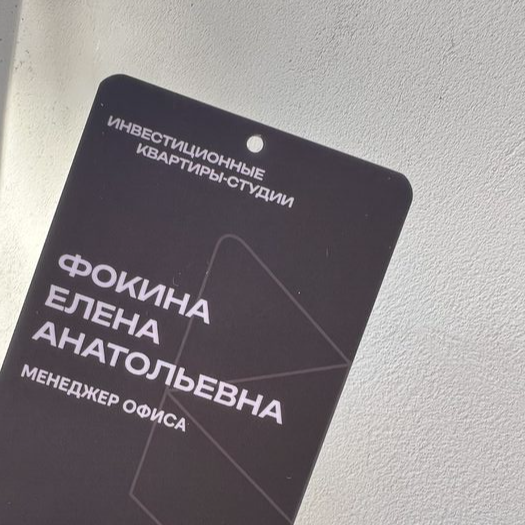 ИНВЕСТИЦИОННЫЕ
КВАРТИРЫ-СТУДИИ
ФОКИНА
ЕЛЕНА
АНАТОЛЬЕВНА
МЕНЕДЖЕР ОФИСА